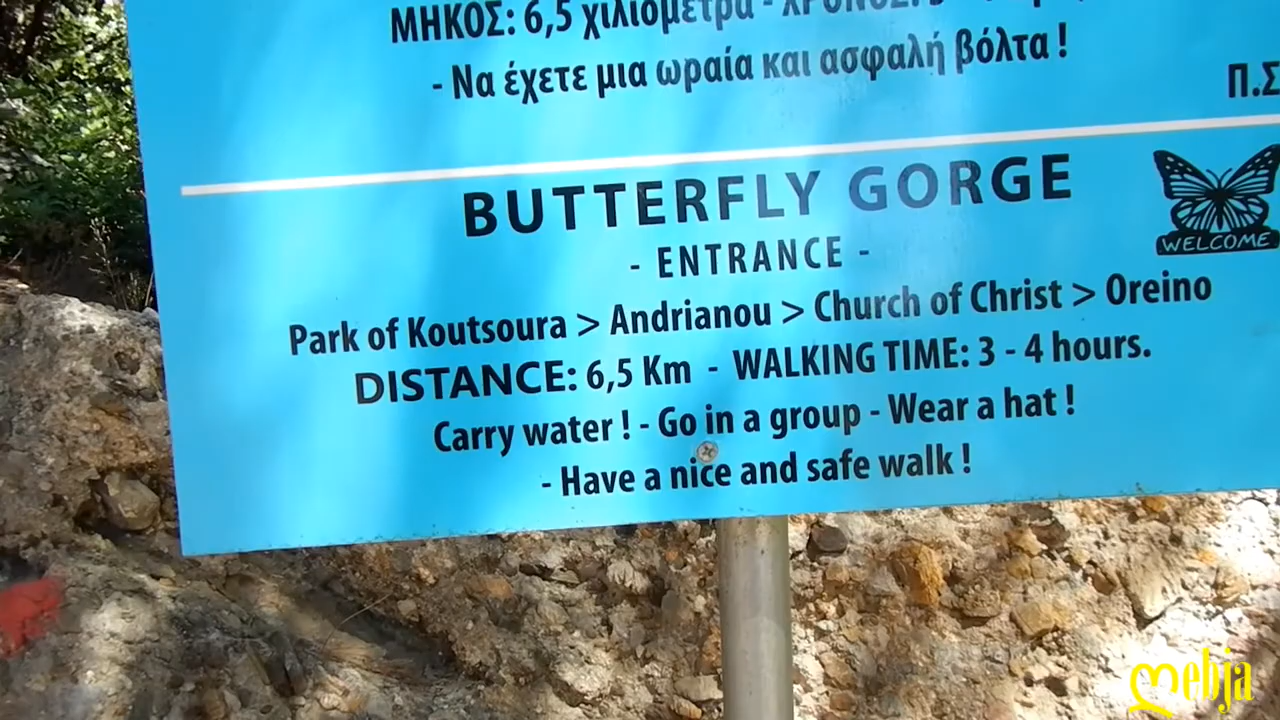 ΜΗΚΟΣ: 6,5 χιλιόμετρα - ΧΡΟΝΟΣ: 3 -
- Να έχετε μια ωραία και ασφαλή βόλτα !
Π.Σ
BUTTERFLY GORGE
WELCOME
- ENTRANCE -
Park of Koutsoura > Andrianou > Church of Christ > Oreino
DISTANCE: 6,5 Km - WALKING TIME: 3 - 4 hours.
Carry water ! - Go in a group - Wear a hat !
- Have a nice and safe walk !